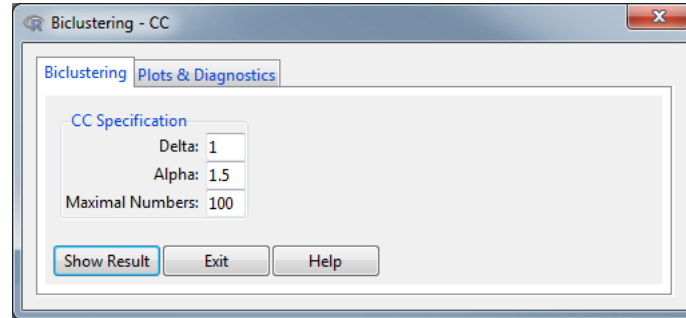 Biclustering - CC
Biclustering Plots & Diagnostics
CC Specification
Delta: 1
Alpha: 1.5
Maximal Numbers: 100
Show Result Exit Help